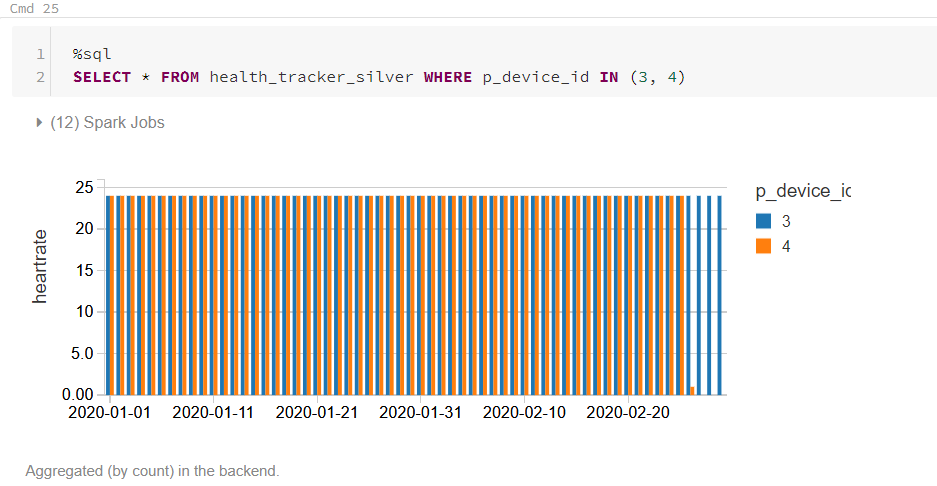 Cmd 25
1 %sql
2 SELECT * FROM health_tracker_silver WHERE p_device_id IN (3, 4)
(12) Spark Jobs
25
20
15
10
5.0
0.00
heartrate
2020-01-01 2020-01-11 2020-01-21 2020-01-31 2020-02-10 2020-02-20
p_device_ic
3
4
Aggregated (by count) in the backend.